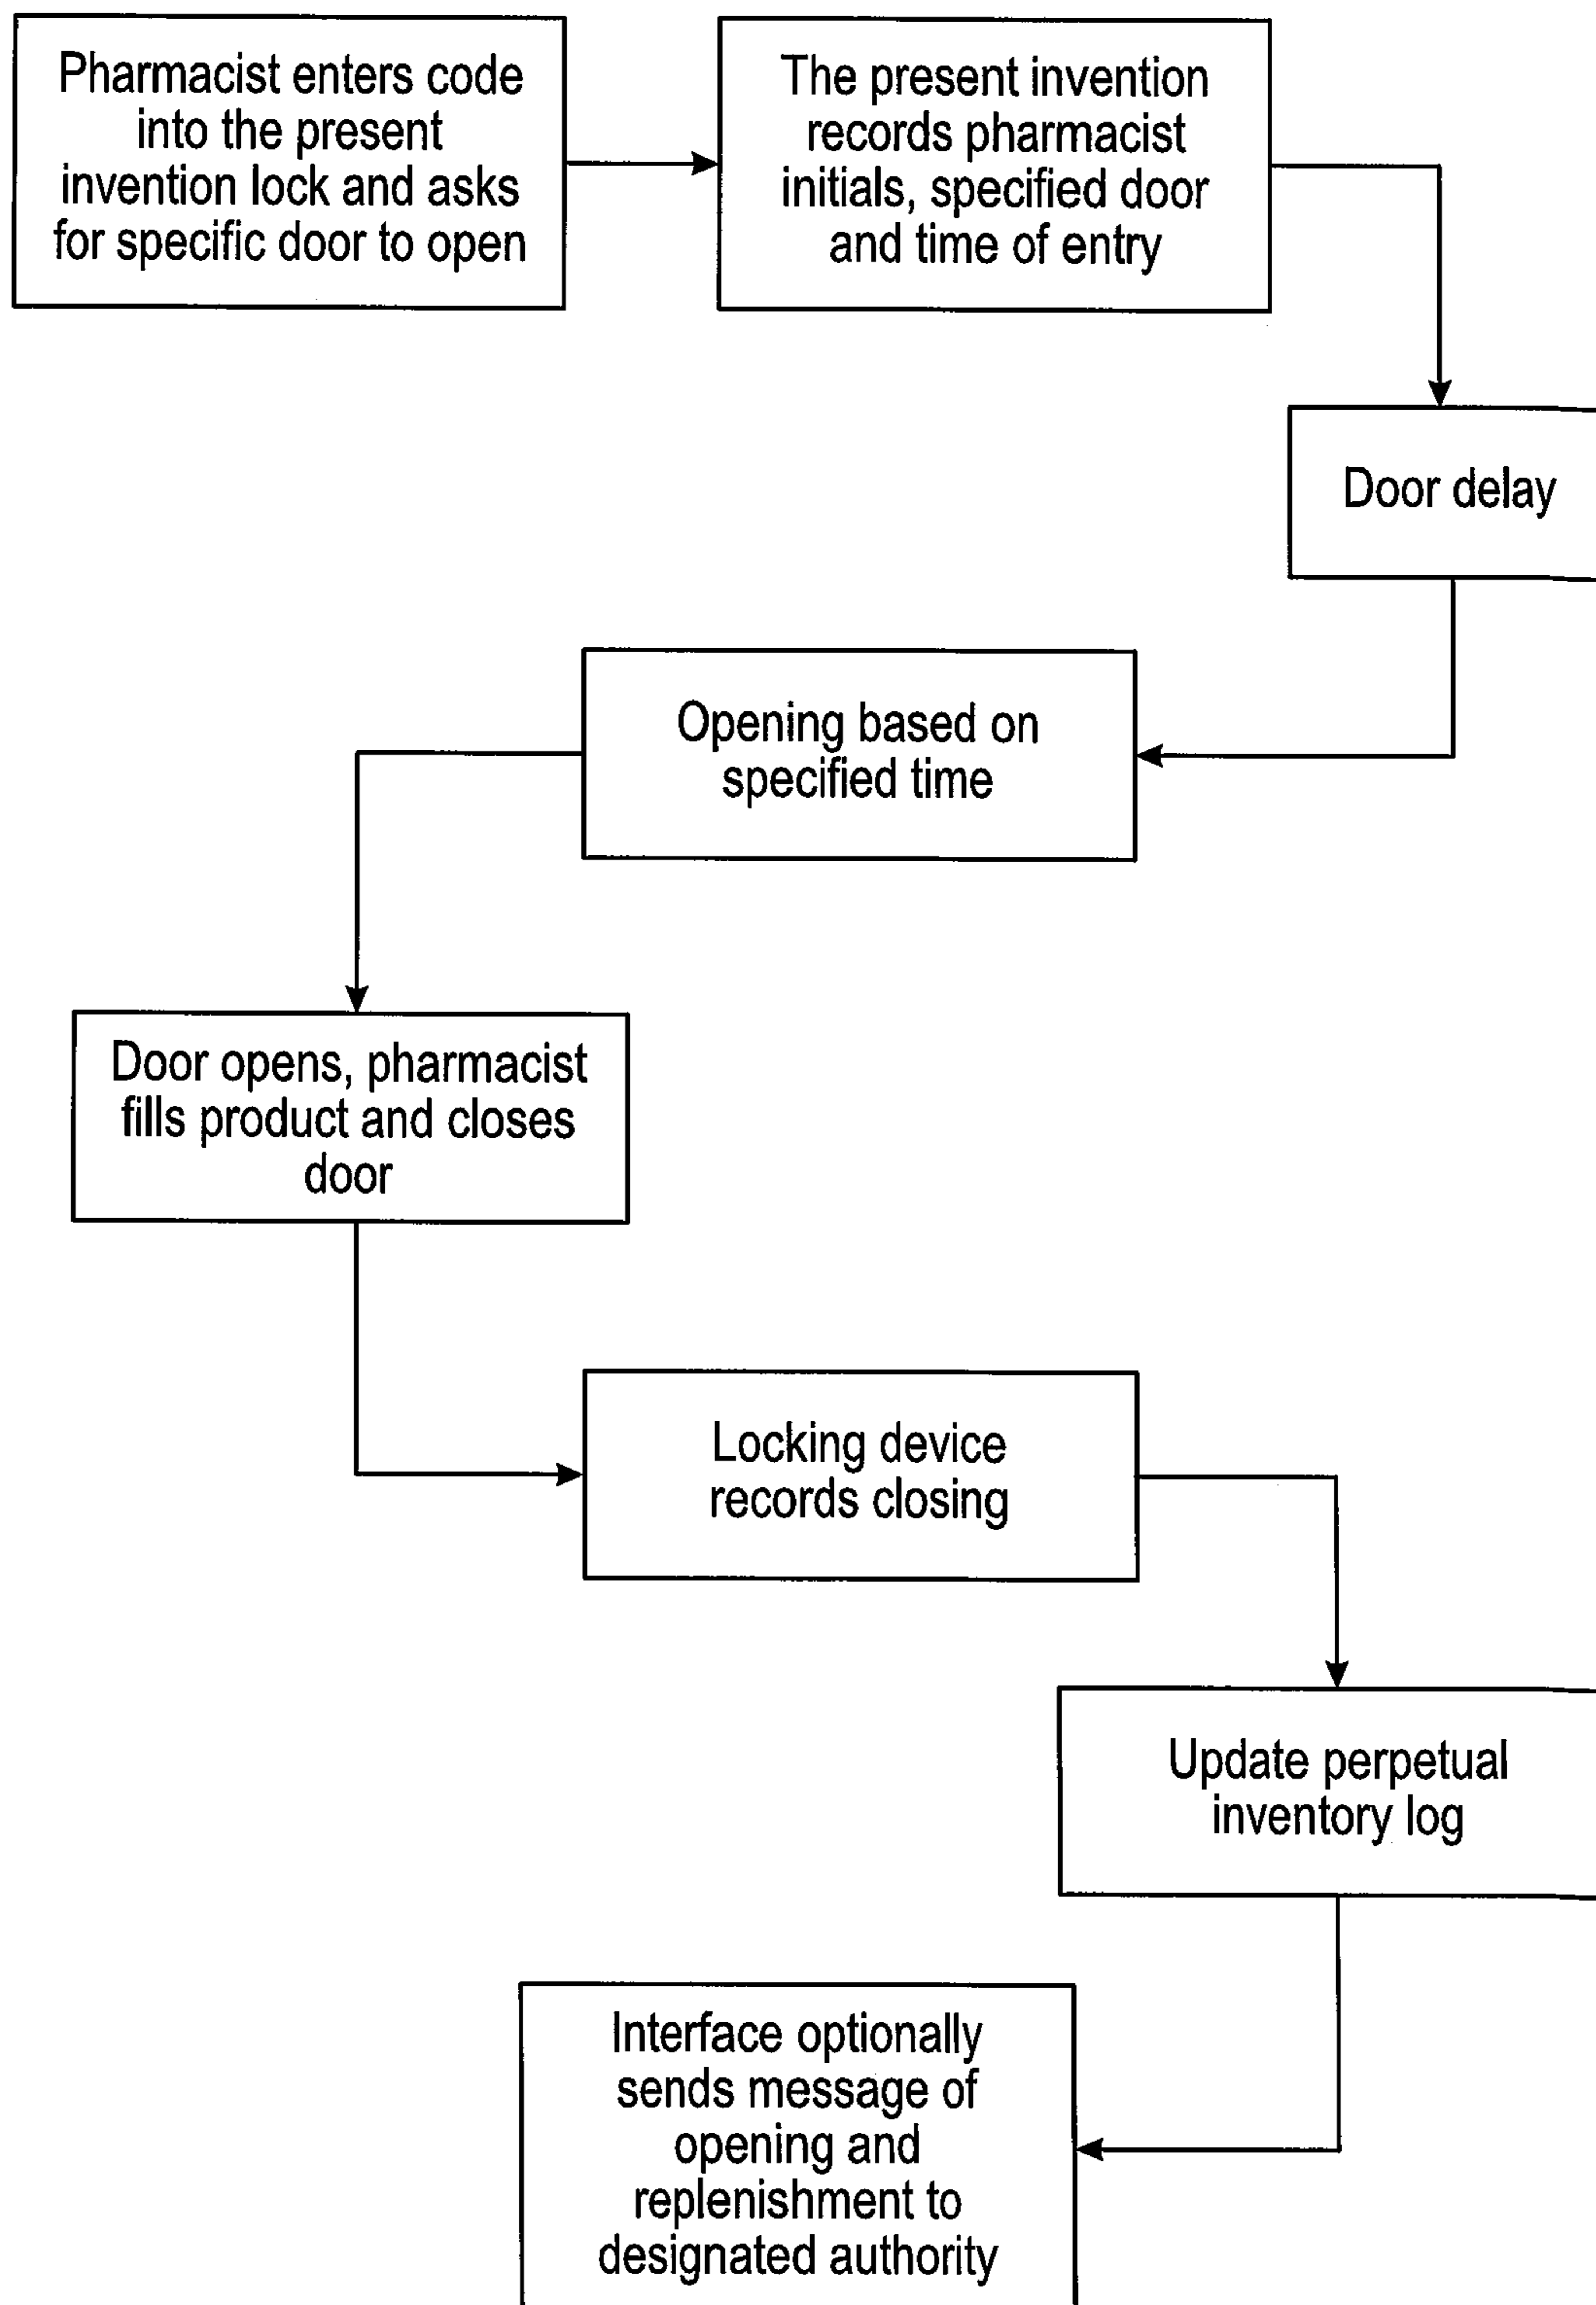 Pharmacist enters code
into the present
invention lock and asks
for specific door to open
The present invention
records pharmacist
initials, specified door
and time of entry
Door delay
Opening based on
specified time
Door opens, pharmacist
fills product and closes
door
Locking device
records closing
Update perpetual
inventory log
Interface optionally
sends message of
opening and
replenishment to
designated authority